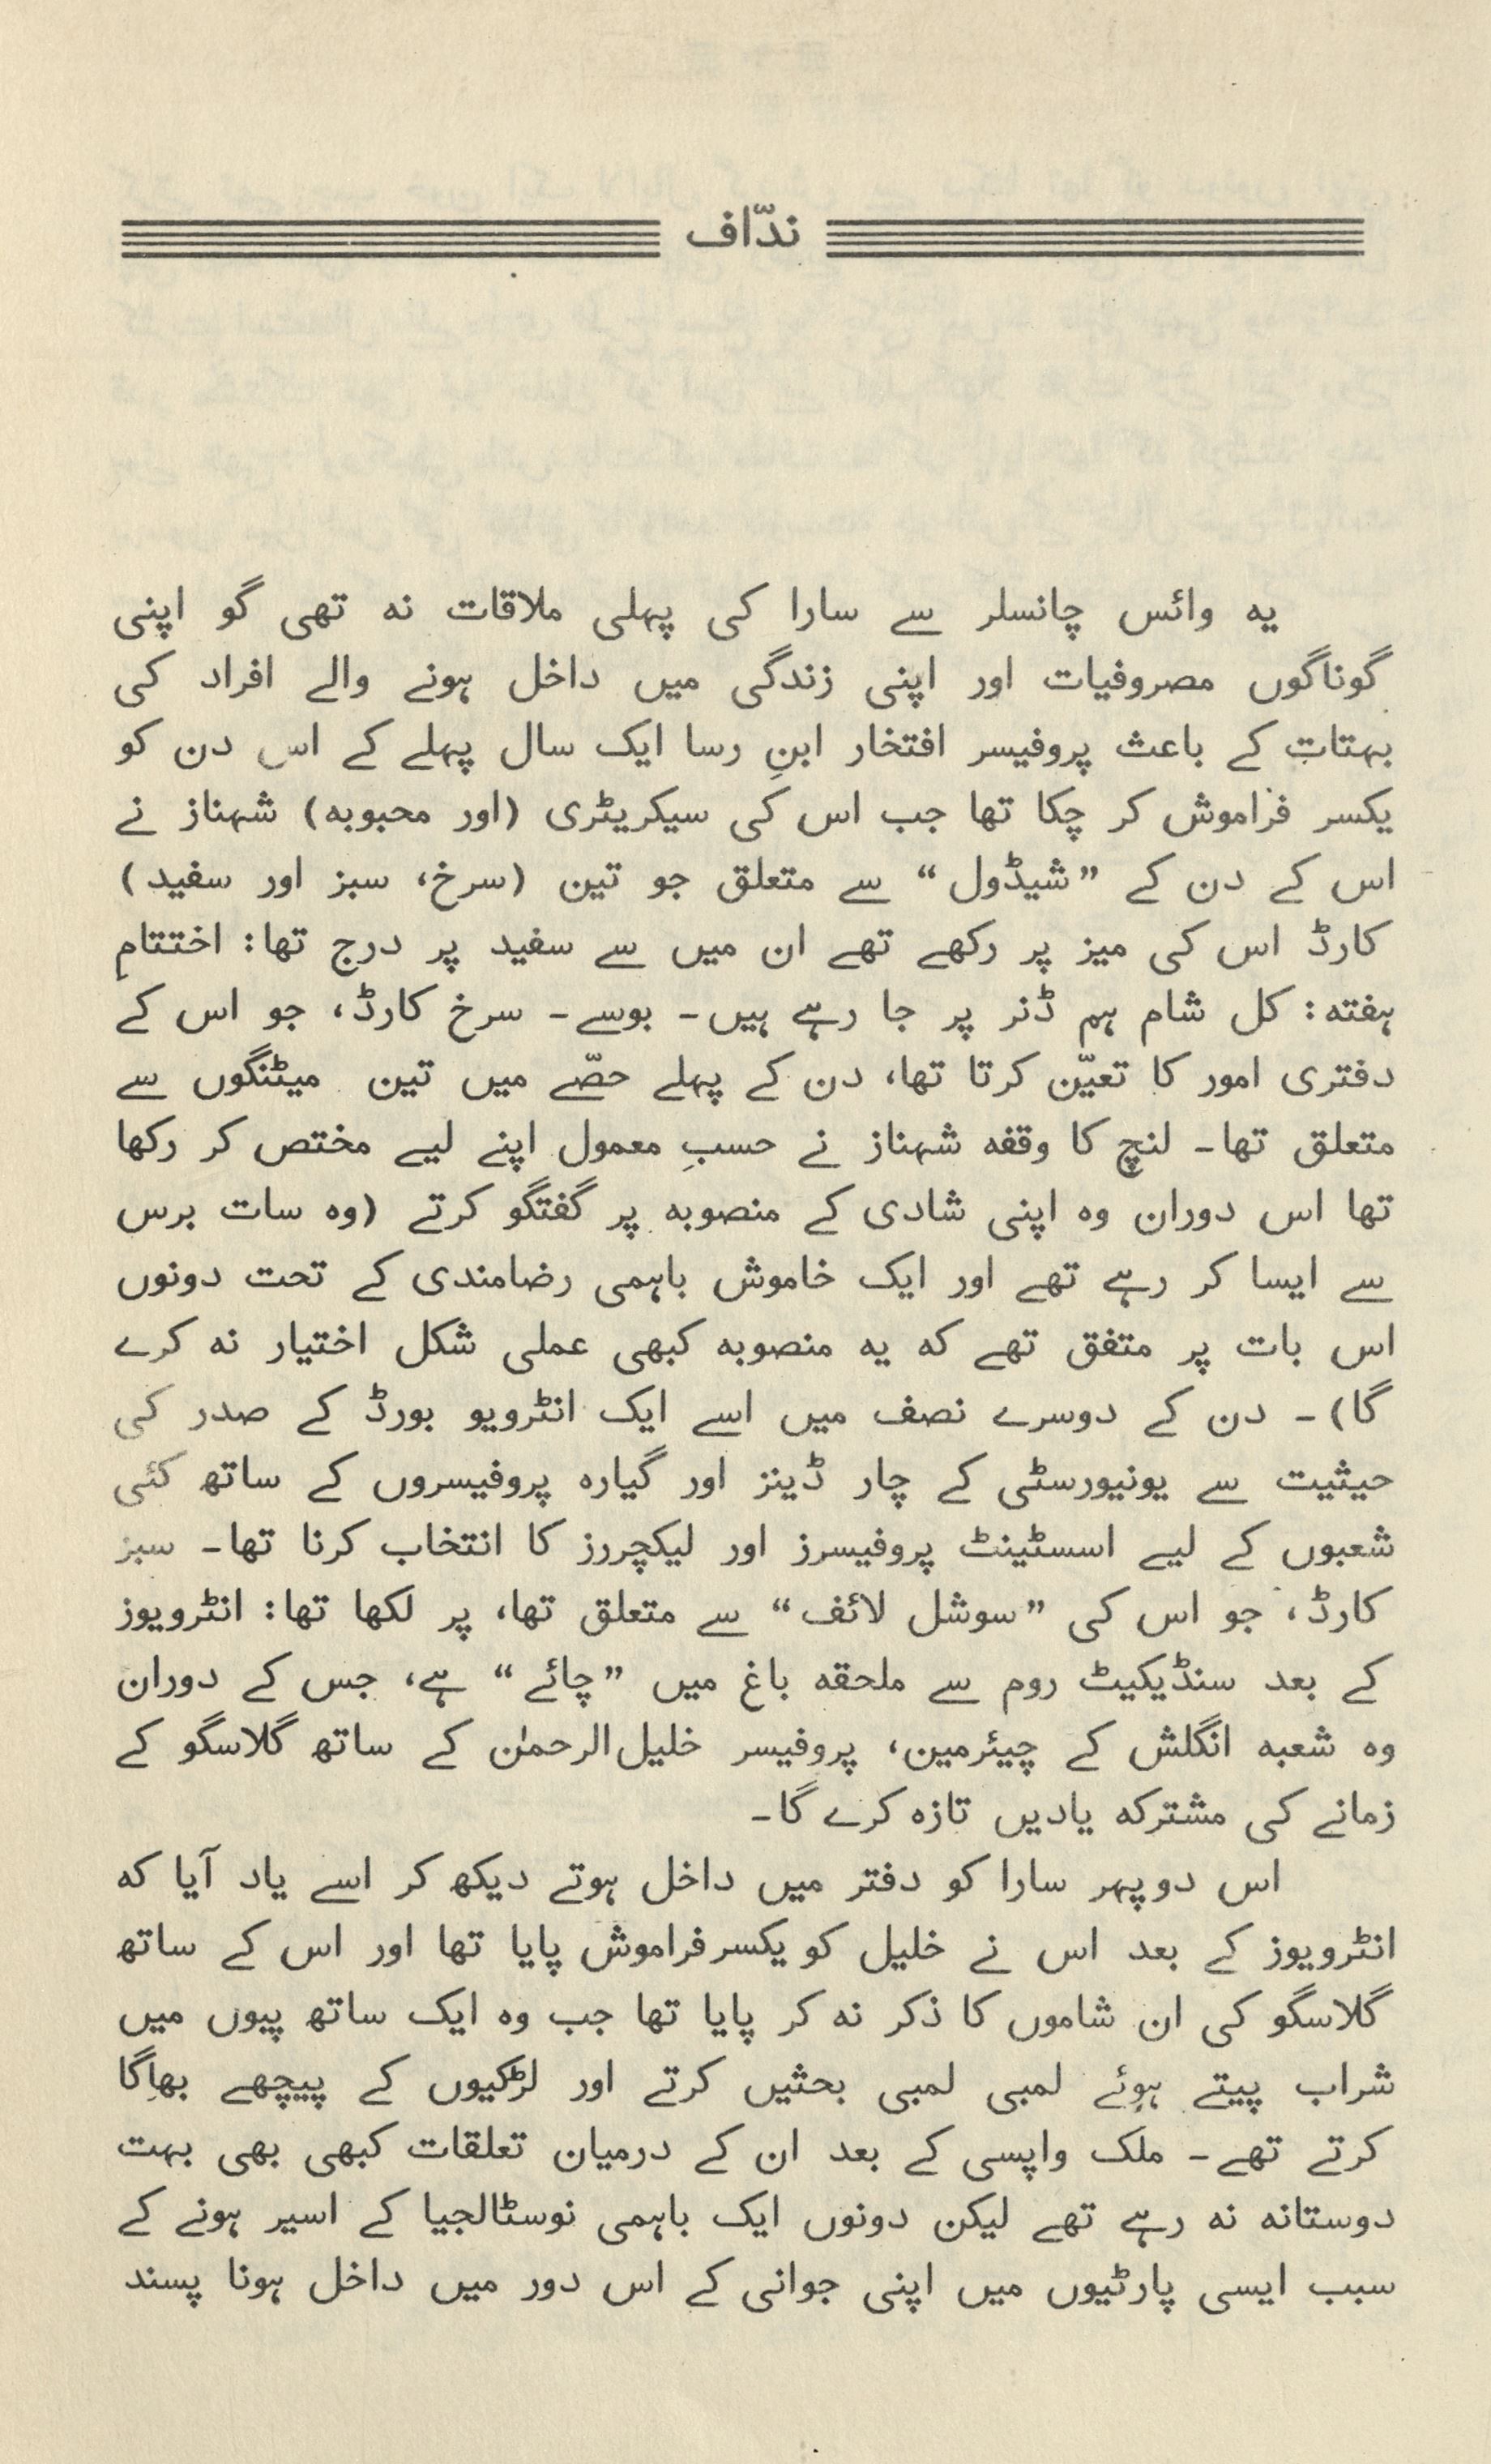 ندّاف
یہ وائس چانسلر سے سارا کی پہلی ملاقات نہ تھی گو اپنی
گوناگوں مصروفیات اور اپنی زندگی میں داخل ہونے والے افراد کی
بہتات کے باعث پروفیسر افتخار ابنِ رسا ایک سال پہلے کے اس دن کو
یکسر فراموش کر چکا تھا جب اس کی سیکریٹری (اور محبوبہ) شہناز نے
اس کے دن کے ”شیڈول“ سے متعلق جو تین (سرخ، سبز اور سفید)
کارڈ اس کی میز پر رکھے تھے ان میں سے سفید پر درج تھا: اختتامِ
ہفتہ: کل شام ہم ڈنر پر جا رہے ہیں۔ بوسے۔ سرخ کارڈ، جو اس کے
دفتری امور کا تعیّن کرتا تھا، دن کے پہلے حصّے میں تین میٹنگوں سے
متعلق تھا۔ لنچ کا وقفہ شہناز نے حسبِ معمول اپنے لیے مختص کر رکھا
تھا اس دوران وہ اپنی شادی کے منصوبہ پر گفتگو کرتے (وہ سات برس
سے ایسا کر رہے تھے اور ایک خاموش باہمی رضامندی کے تحت دونوں
اس بات پر متفق تھے کہ یہ منصوبہ کبھی عملی شکل اختیار نہ کرے
گا)۔ دن کے دوسرے نصف میں اسے ایک انٹرویو بورڈ کے صدر کی
حیثیت سے یونیورسٹی کے چار ڈینز اور گیارہ پروفیسروں کے ساتھ کئی
شعبوں کے لیے اسسٹینٹ پروفیسرز اور لیکچررز کا انتخاب کرنا تھا۔ سبز
کارڈ، جو اس کی ”سوشل لائف“ سے متعلق تھا، پر لکھا تھا: انٹرویوز
کے بعد سنڈیکیٹ روم سے ملحقہ باغ میں ”چائے“ ہے، جس کے دوران
وہ شعبہ انگلش کے چیئرمین، پروفیسر خلیل الرحمٰن کے ساتھ گلاسگو کے
زمانے کی مشترکہ یادیں تازہ کرے گا۔
اس دوپہر سارا کو دفتر میں داخل ہوتے دیکھ کر اسے یاد آیا کہ
انٹرویوز کے بعد اس نے خلیل کو یکسر فراموش پایا تھا اور اس کے ساتھ
گلاسگو کی ان شاموں کا ذکر نہ کر پایا تھا جب وہ ایک ساتھ پبوں میں
شراب پیتے ہوئے لمبی لمبی بحثیں کرتے اور لڑکیوں کے پیچھے بھاگا
کرتے تھے۔ ملک واپسی کے بعد ان کے درمیان تعلقات کبھی بھی بہت
دوستانہ نہ رہے تھے لیکن دونوں ایک باہمی نوسٹالجیا کے اسیر ہونے کے
سبب ایسی پارٹیوں میں اپنی جوانی کے اس دور میں داخل ہونا پسند